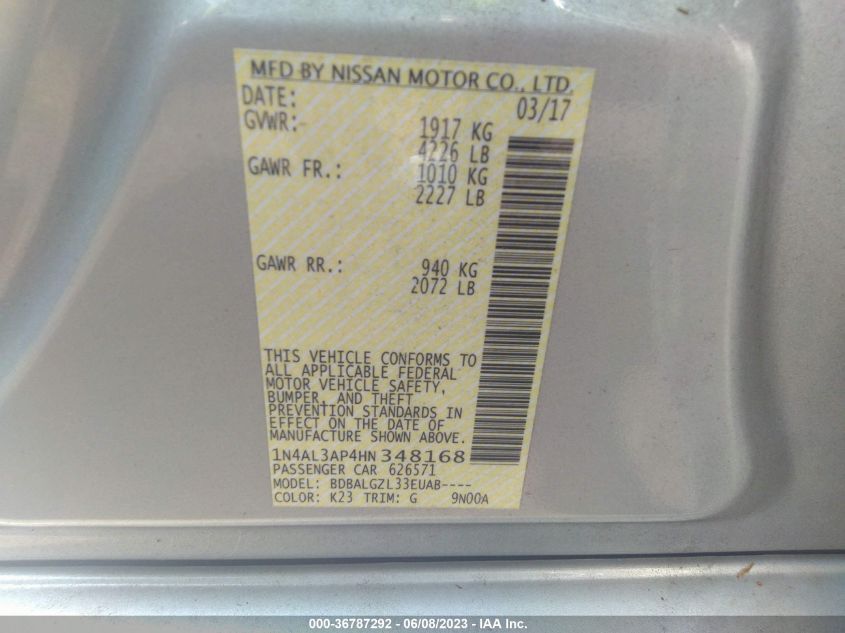 MFD BY NISSAN MOTOR CO., LTD.
DATE: 03/17
GVWR: 1917 KG
4226 LB
GAWR FR.: 1010 KG
2227 LB
GAWR RR.: 940 KG
2072 LB
THIS VEHICLE CONFORMS TO
ALL APPLICABLE FEDERAL
MOTOR VEHICLE SAFETY,
BUMPER, AND THEFT
PREVENTION STANDARDS IN
EFFECT ON THE DATE OF
MANUFACTURE SHOWN ABOVE.
1N4AL3AP4HN348168
PASSENGER CAR 626571
MODEL: BDBALGZL33EUAB----
COLOR: K23 TRIM: G 9N00A
000-36787292 - 06/08/2023 - IAA Inc.